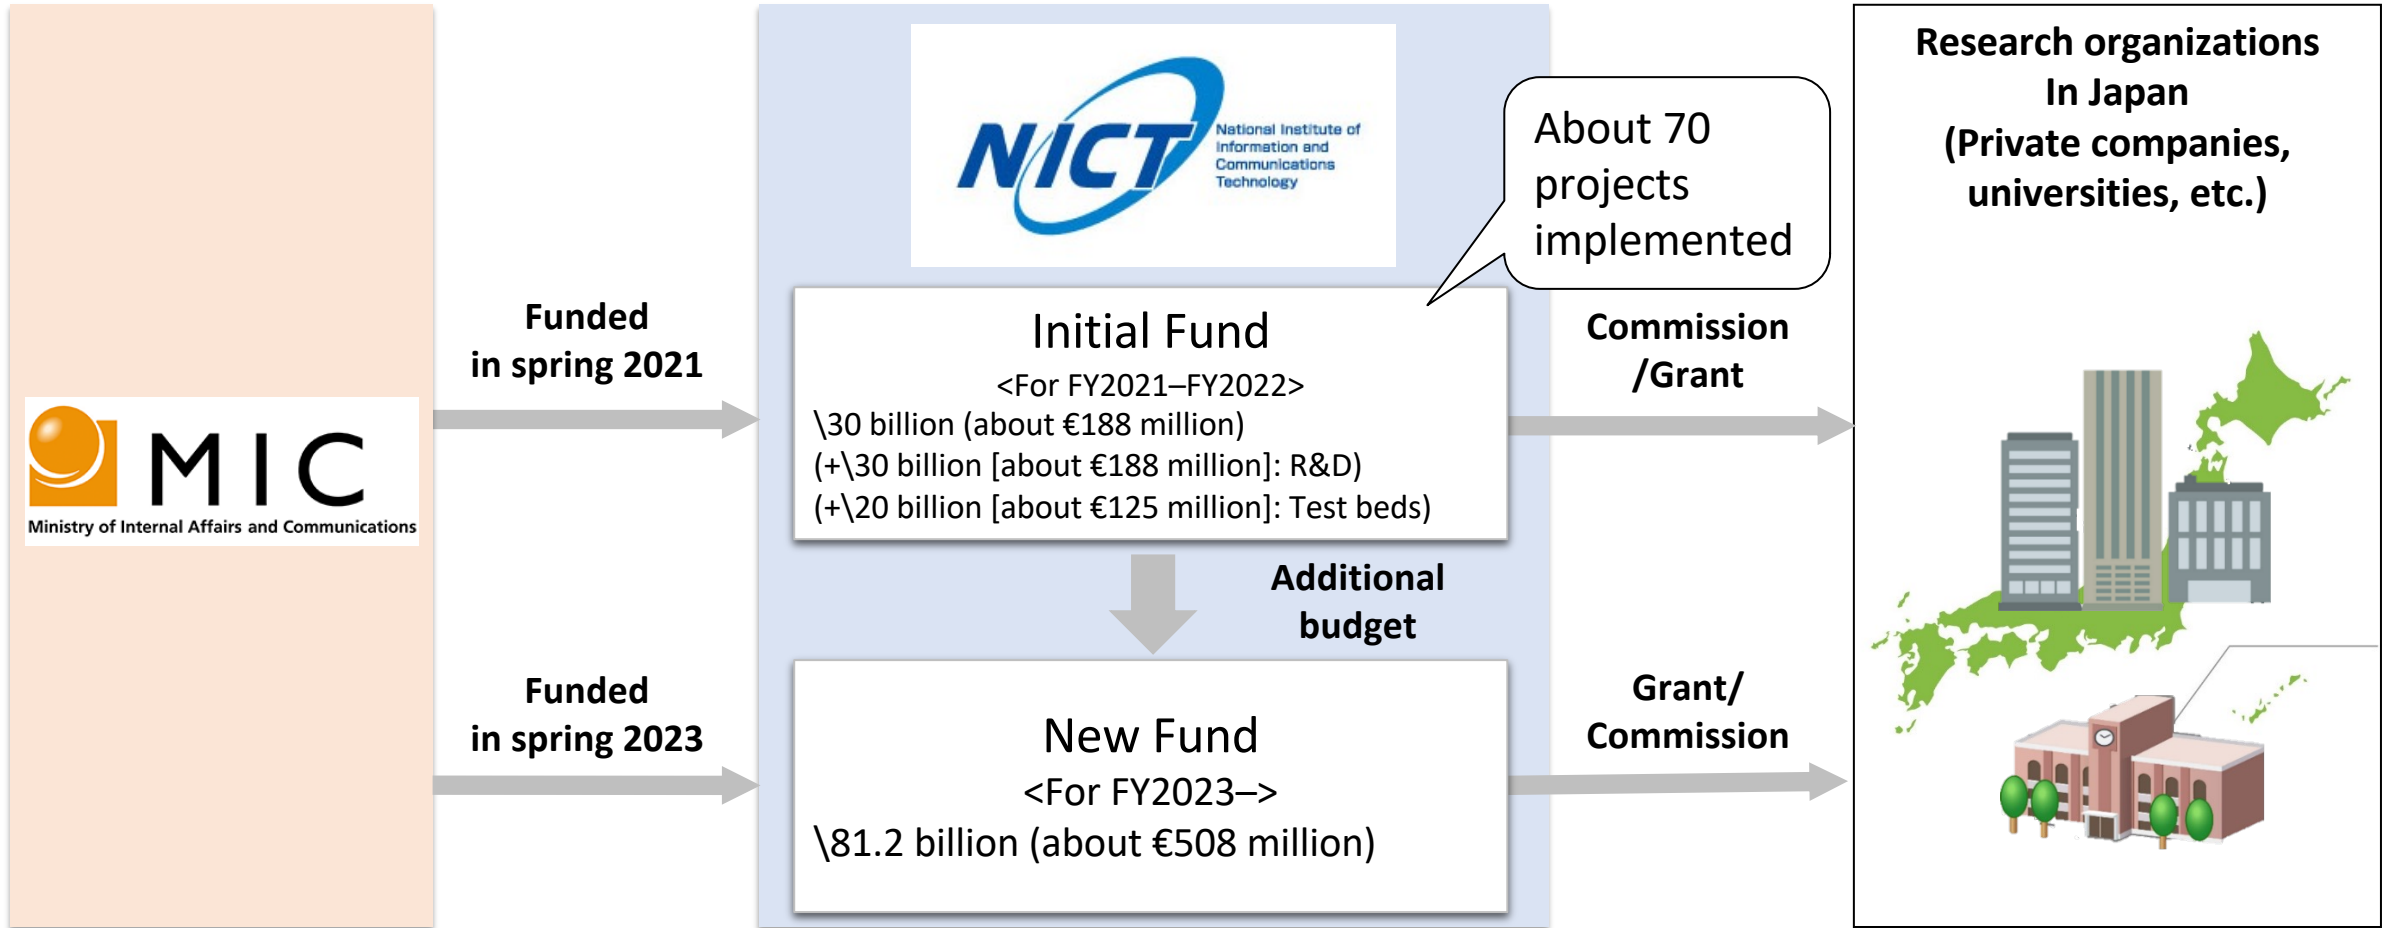 MIC
Ministry of Internal Affairs and Communications
Funded
in spring 2021
Funded
in spring 2023
NICT
National Institute of
Information and
Communications
Technology
About 70
projects
implemented
Initial Fund
<For FY2021–FY2022>
\30 billion (about €188 million)
(+\30 billion [about €188 million]: R&D)
(+\20 billion [about €125 million]: Test beds)
Additional
budget
New Fund
<For FY2023–>
\81.2 billion (about €508 million)
Commission
/Grant
Grant/
Commission
Research organizations
In Japan
(Private companies,
universities, etc.)